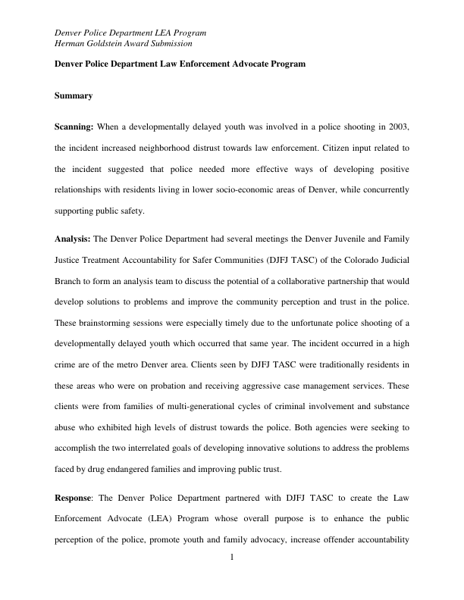 Denver Police Department LEA Program
Herman Goldstein Award Submission
Denver Police Department Law Enforcement Advocate Program
Summary
Scanning: When a developmentally delayed youth was involved in a police shooting in 2003,
the incident increased neighborhood distrust towards law enforcement. Citizen input related to
the incident suggested that police needed more effective ways of developing positive
relationships with residents living in lower socio-economic areas of Denver, while concurrently
supporting public safety.
Analysis: The Denver Police Department had several meetings the Denver Juvenile and Family
Justice Treatment Accountability for Safer Communities (DJFJ TASC) of the Colorado Judicial
Branch to form an analysis team to discuss the potential of a collaborative partnership that would
develop solutions to problems and improve the community perception and trust in the police.
These brainstorming sessions were especially timely due to the unfortunate police shooting of a
developmentally delayed youth which occurred that same year. The incident occurred in a high
crime are of the metro Denver area. Clients seen by DJFJ TASC were traditionally residents in
these areas who were on probation and receiving aggressive case management services. These
clients were from families of multi-generational cycles of criminal involvement and substance
abuse who exhibited high levels of distrust towards the police. Both agencies were seeking to
accomplish the two interrelated goals of developing innovative solutions to address the problems
faced by drug endangered families and improving public trust.
Response: The Denver Police Department partnered with DJFJ TASC to create the Law
Enforcement Advocate (LEA) Program whose overall purpose is to enhance the public
perception of the police, promote youth and family advocacy, increase offender accountability
1